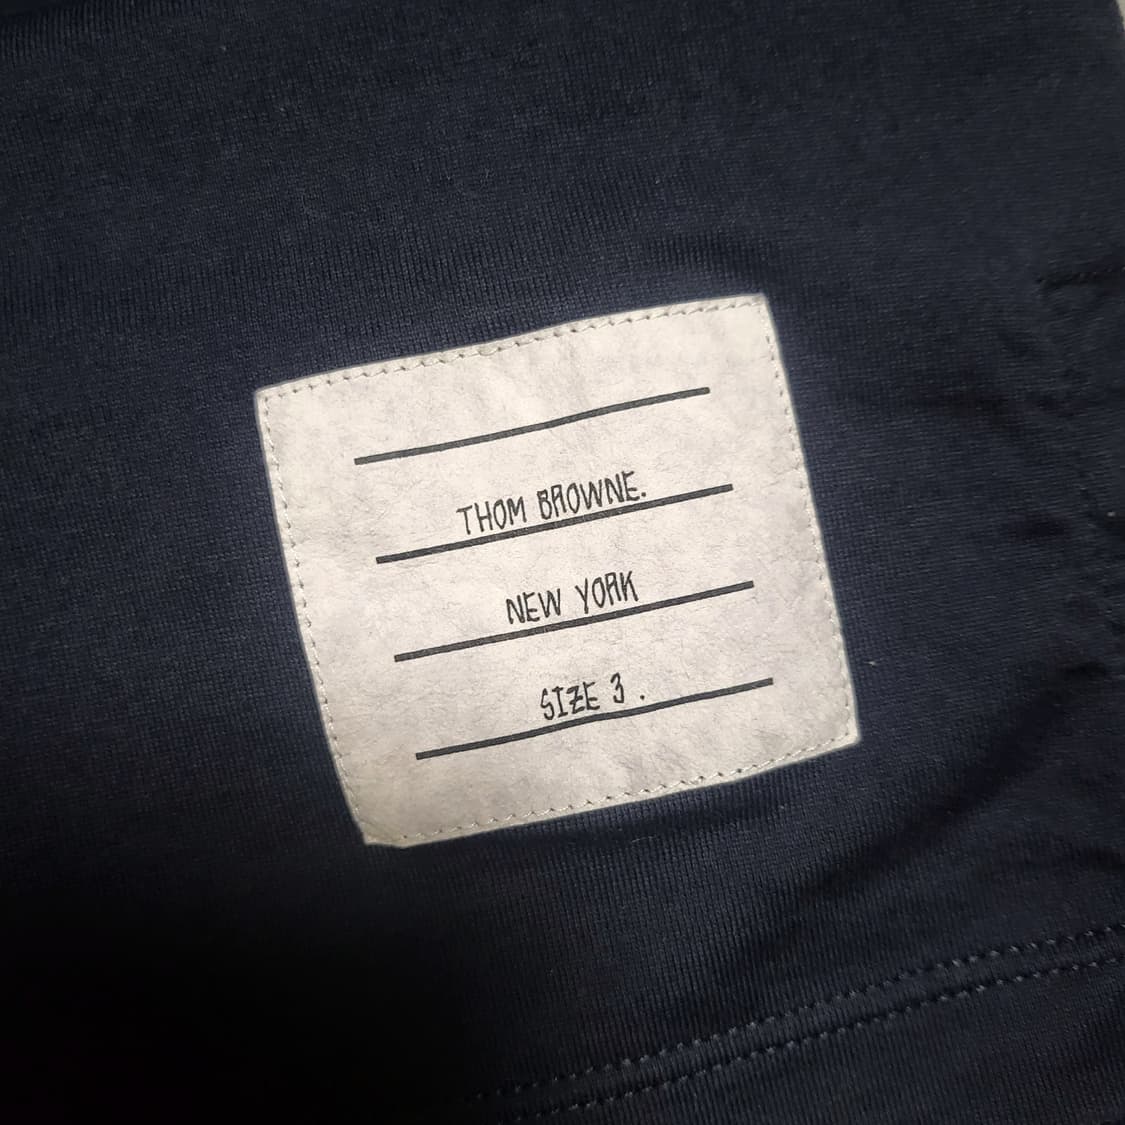 THOM BROWNE.
NEW YORK
SIZE 3 .